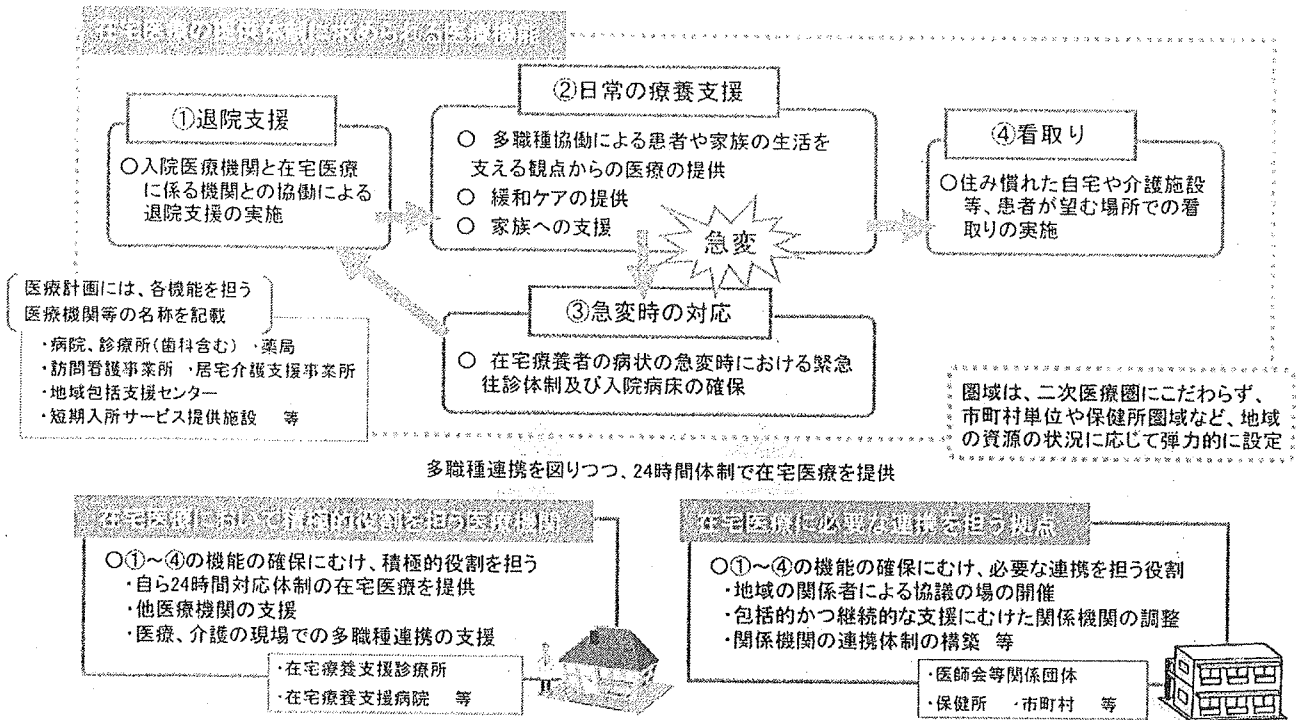 在宅医療の提供体制に求められる医療機能
①退院支援
○入院医療機関と在宅医療
に係る機関との協働による
退院支援の実施
②日常の療養支援
○ 多職種協働による患者や家族の生活を
支える観点からの医療の提供
○ 緩和ケアの提供
○ 家族への支援
急変
④看取り
○住み慣れた自宅や介護施設
等、患者が望む場所での看
取りの実施
③急変時の対応
○ 在宅療養者の病状の急変時における緊急
往診体制及び入院病床の確保
医療計画には、各機能を担う
医療機関等の名称を記載
・病院、診療所(歯科含む) ・薬局
・訪問看護事業所 ・居宅介護支援事業所
・地域包括支援センター
・短期入所サービス提供施設 等
圏域は、二次医療圏にこだわらず、
市町村単位や保健所圏域など、地域
の資源の状況に応じて弾力的に設定
多職種連携を図りつつ、24時間体制で在宅医療を提供
在宅医療において積極的役割を担う医療機関
○①～④の機能の確保にむけ、積極的役割を担う
・自ら24時間対応体制の在宅医療を提供
・他医療機関の支援
・医療、介護の現場での多職種連携の支援
・在宅療養支援診療所
・在宅療養支援病院 等
在宅医療に必要な連携を担う拠点
○①～④の機能の確保にむけ、必要な連携を担う役割
・地域の関係者による協議の場の開催
・包括的かつ継続的な支援にむけた関係機関の調整
・関係機関の連携体制の構築 等
・医師会等関係団体
・保健所 ・市町村 等